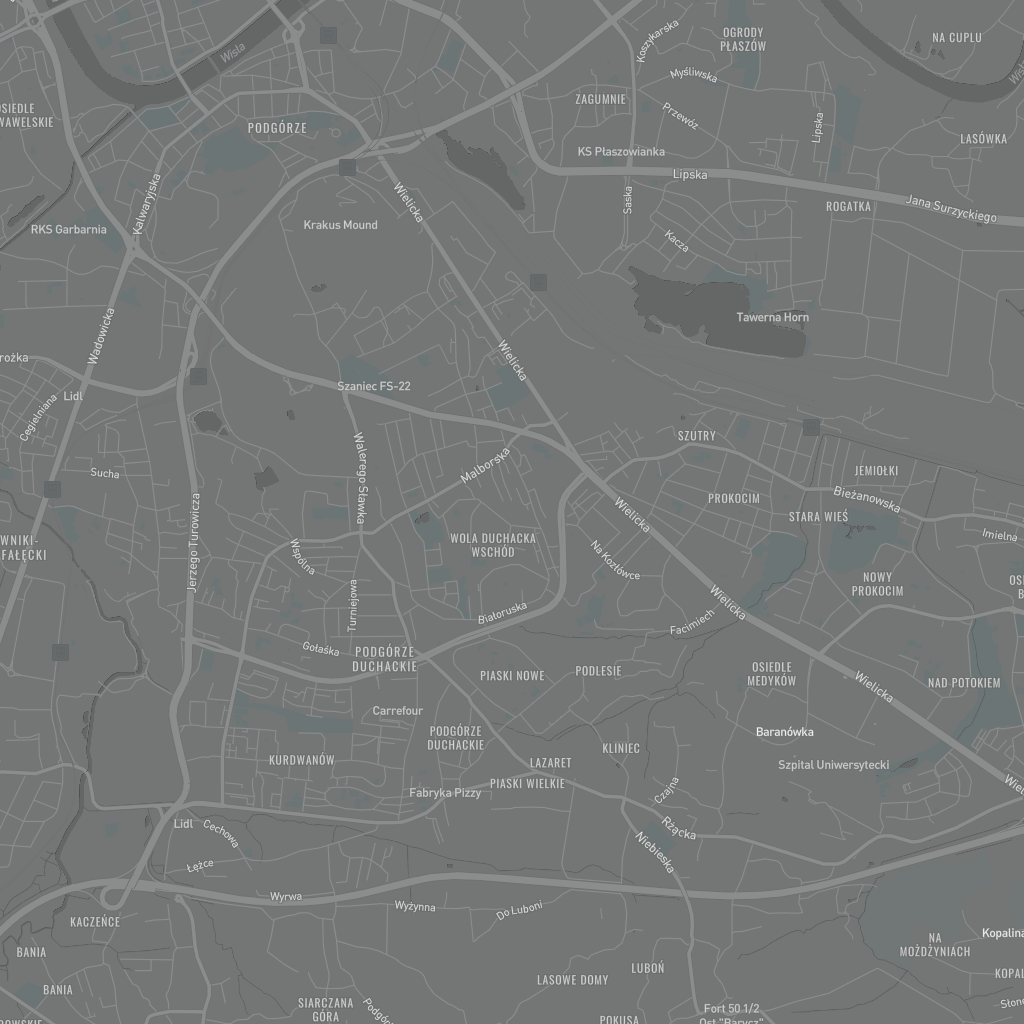 OGRODY
PŁASZÓW
NA CUPLU
Koszykarska
Wisła
Myśliwska
ZAGUMNIE
Przewóz
Lipska
PODGÓRZE
LASÓWKA
KS Płaszowianka
Lipska
Saska
Kalwaryjska
Wielicka
ROGATKA
Jana Surzyckiego
RKS Garbarnia
Krakus Mound
Kacza
Tawerna Horn
Wadowicka
Wielicka
Szaniec FS-22
Lidl
Cegielniana
SZUTRY
Malborska
Walerego Sławka
Sucha
JEMIOŁKI
PROKOCIM
Bieżanowska
Wielicka
STARA WIEŚ
Jerzego Turowicza
Imielna
WOLA DUCHACKA
WSCHÓD
Wspólna
Na Kozłówce
NOWY
PROKOCIM
Turniejowa
Białoruska
Wielicka
Facimiech
Gołaśka
PODGÓRZE
DUCHACKIE
PIASKI NOWE
PODLESIE
OSIEDLE
MEDYKÓW
Wielicka
NAD POTOKIEM
Carrefour
PODGÓRZE
DUCHACKIE
KLINIEC
Baranówka
KURDWANÓW
LAZARET
Szpital Uniwersytecki
PIASKI WIELKIE
Fabryka Pizzy
Czajna
Lidl
Cechowa
Rżącka
Niebieska
Łężce
Wyrwa
Wyżynna
Do Luboni
KACZEŃCE
NA
MOŻDŻYNIACH
BANIA
LUBOŃ
LASOWE DOMY
BANIA
SIARCZANA
GÓRA
Fort 50 1/2